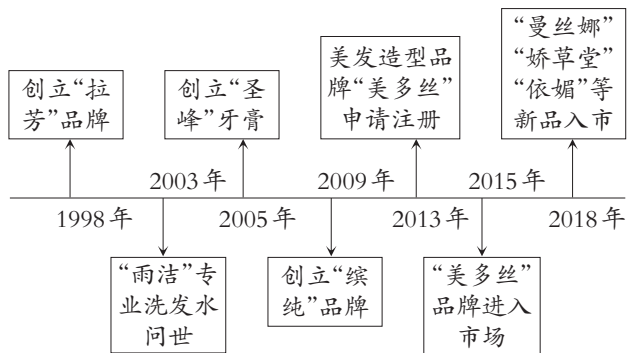 创立“拉
芳”品牌
创立“圣
峰”牙膏
美发造型品
牌“美多丝”
申请注册
“曼丝娜”
“娇草堂”
“依媚”等
新品入市
2003年
2009年
2015年
1998年
2005年
2013年
2018年
“雨洁”专
业洗发水
问世
创立“缤
纯”品牌
“美多丝”
品牌进入
市场